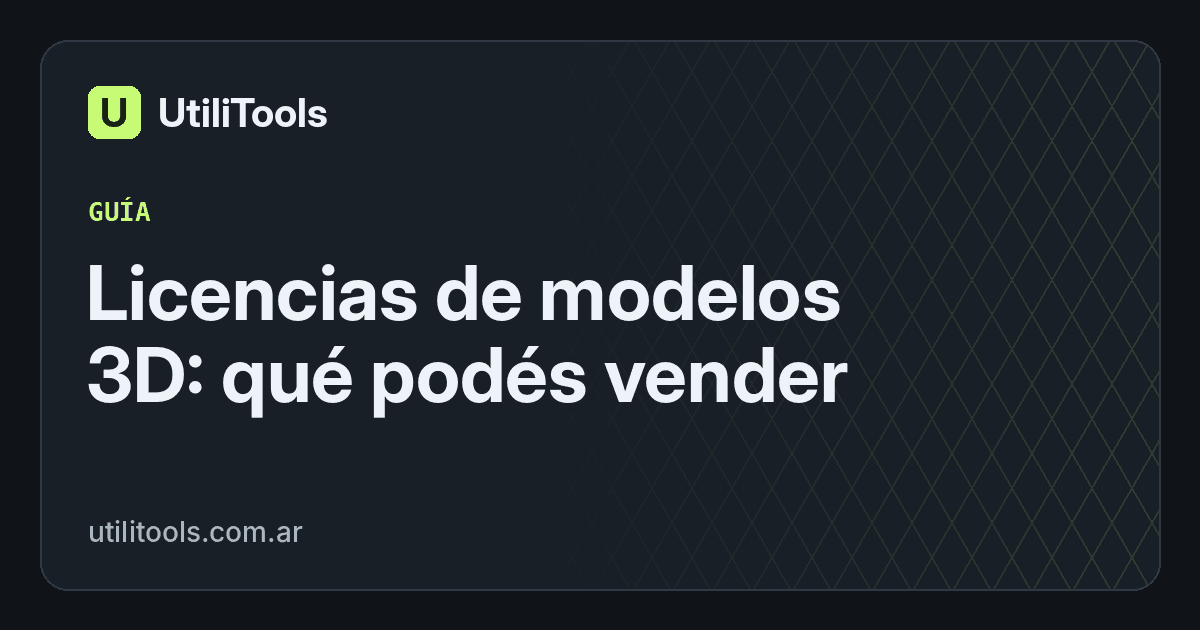 U UtiliTools
GUÍA
Licencias de modelos
3D: qué podés vender
utilitools.com.ar